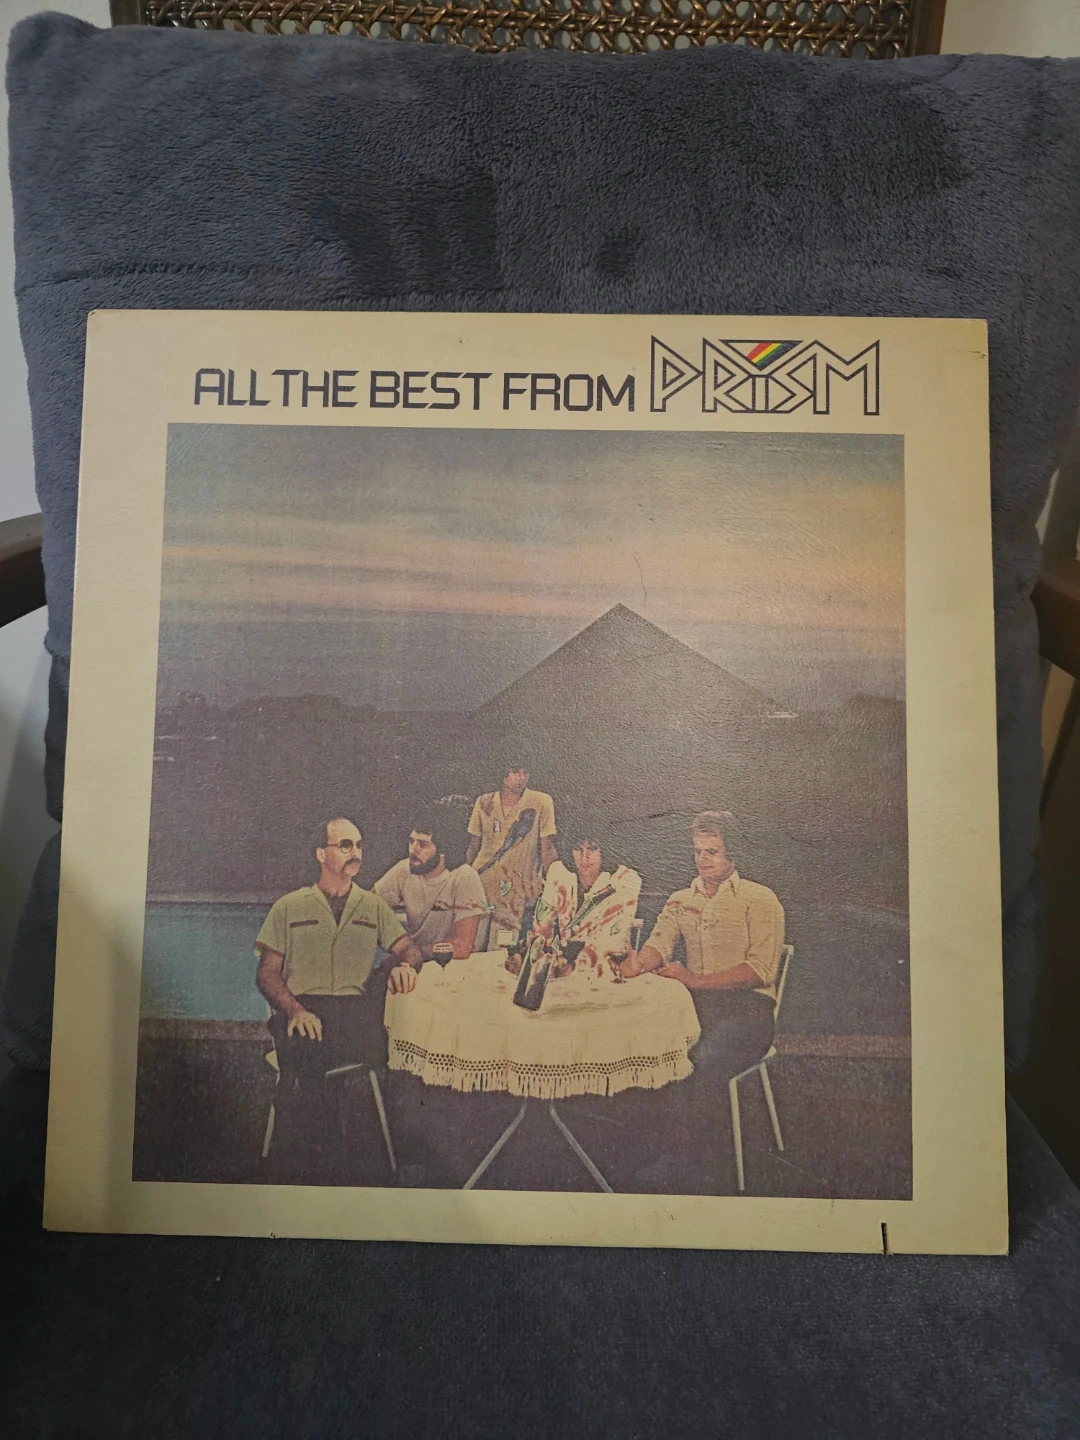 ALL THE BEST FROM PRISM